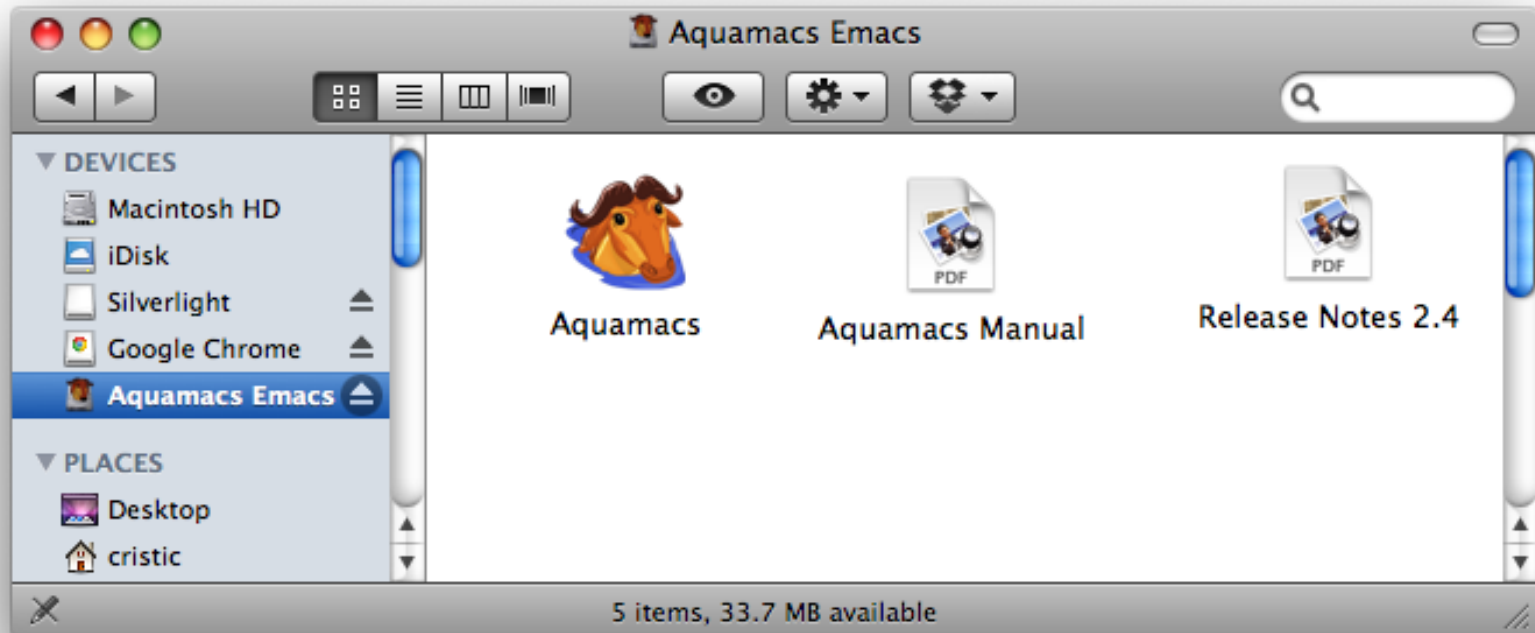 Aquamacs Emacs
DEVICES
Macintosh HD
iDisk
Silverlight
Google Chrome
Aquamacs Emacs
PLACES
Desktop
cristic
Aquamacs
PDF
Aquamacs Manual
PDF
Release Notes 2.4
5 items, 33.7 MB available